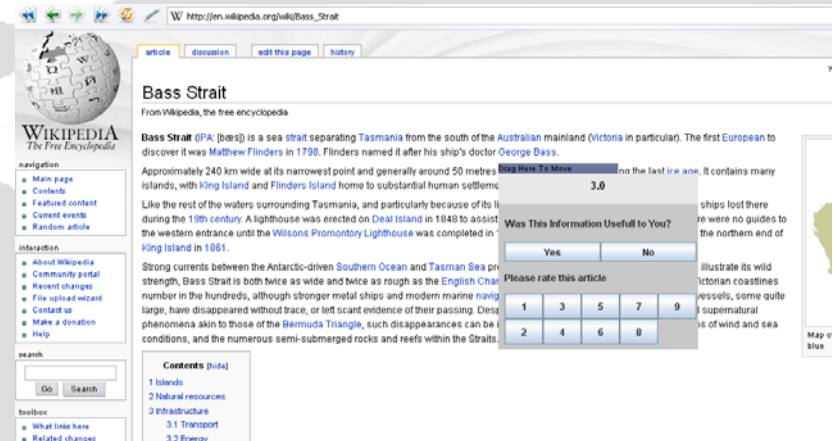 http://en.wikipedia.org/wiki/Bass_Strait
article discussion edit this page history
WIKIPEDIA
The Free Encyclopedia
navigation
Main page
Contents
Featured content
Current events
Random article
interaction
About Wikipedia
Community portal
Recent changes
File upload wizard
Contact us
Make a donation
Help
search
Go Search
toolbox
What links here
Related changes
Bass Strait
From Wikipedia, the free encyclopedia
Bass Strait (IPA: [bæs]) is a sea strait separating Tasmania from the south of the Australian mainland (Victoria in particular). The first European to
discover it was Matthew Flinders in 1798. Flinders named it after his ship's doctor George Bass.
Approximately 240 km wide at its narrowest point and generally around 50 metres ng the last ice age. It contains many
islands, with King Island and Flinders Island home to substantial human settleme
Like the rest of the waters surrounding Tasmania, and particularly because of its li ships lost there
during the 19th century. A lighthouse was erected on Deal Island in 1848 to assist re were no guides to
the western entrance until the Wilsons Promontory Lighthouse was completed in the northern end of
King Island in 1861.
Strong currents between the Antarctic-driven Southern Ocean and Tasman Sea pr illustrate its wild
strength, Bass Strait is both twice as wide and twice as rough as the English Cha ictorian coastlines
number in the hundreds, although stronger metal ships and modern marine navig vessels, some quite
large, have disappeared without trace, or left scant evidence of their passing. Desp l supernatural
phenomena akin to those of the Bermuda Triangle, such disappearances can be s of wind and sea
conditions, and the numerous semi-submerged rocks and reefs within the Straits.
Drag Here To Move
3.0
Was This Information Usefull to You?
Yes No
Please rate this article
1 3 5 7 9
2 4 6 8
Map o
blue
Contents [hide]
1 Islands
2 Natural resources
3 Infrastructure
3.1 Transport
3.2 Energy